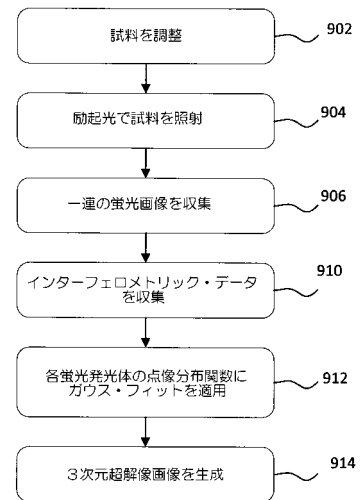 試料を調整
902
励起光で試料を照射
904
一連の蛍光画像を収集
906
インターフェロメトリック・データ
を収集
910
各蛍光発光体の点像分布関数に
ガウス・フィットを適用
912
3次元超解像画像を生成
914